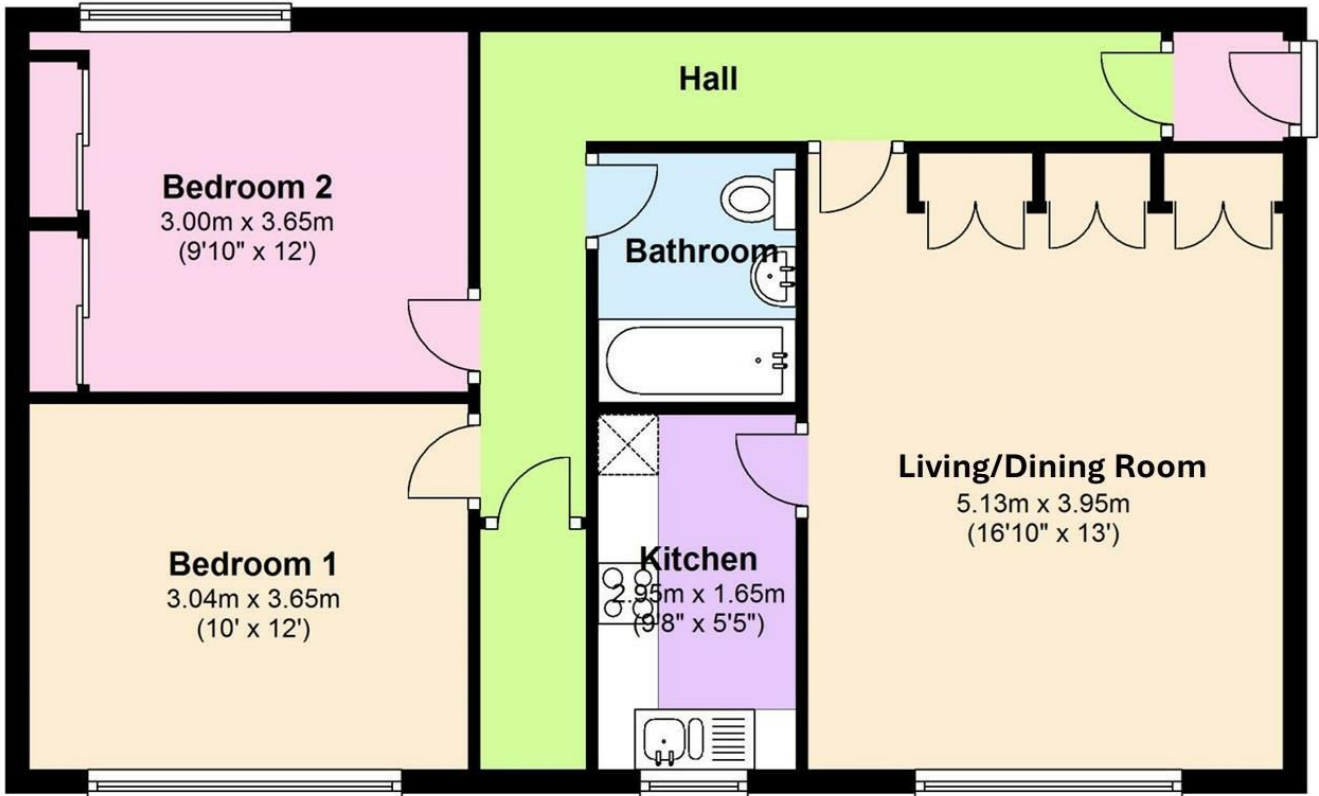 Hall
Bedroom 2
3.00m x 3.65m
(9'10" x 12')
Bathroom
Living/Dining Room
5.13m x 3.95m
(16'10" x 13')
Bedroom 1
3.04m x 3.65m
(10' x 12')
Kitchen
2.95m x 1.65m
(9'8" x 5'5")